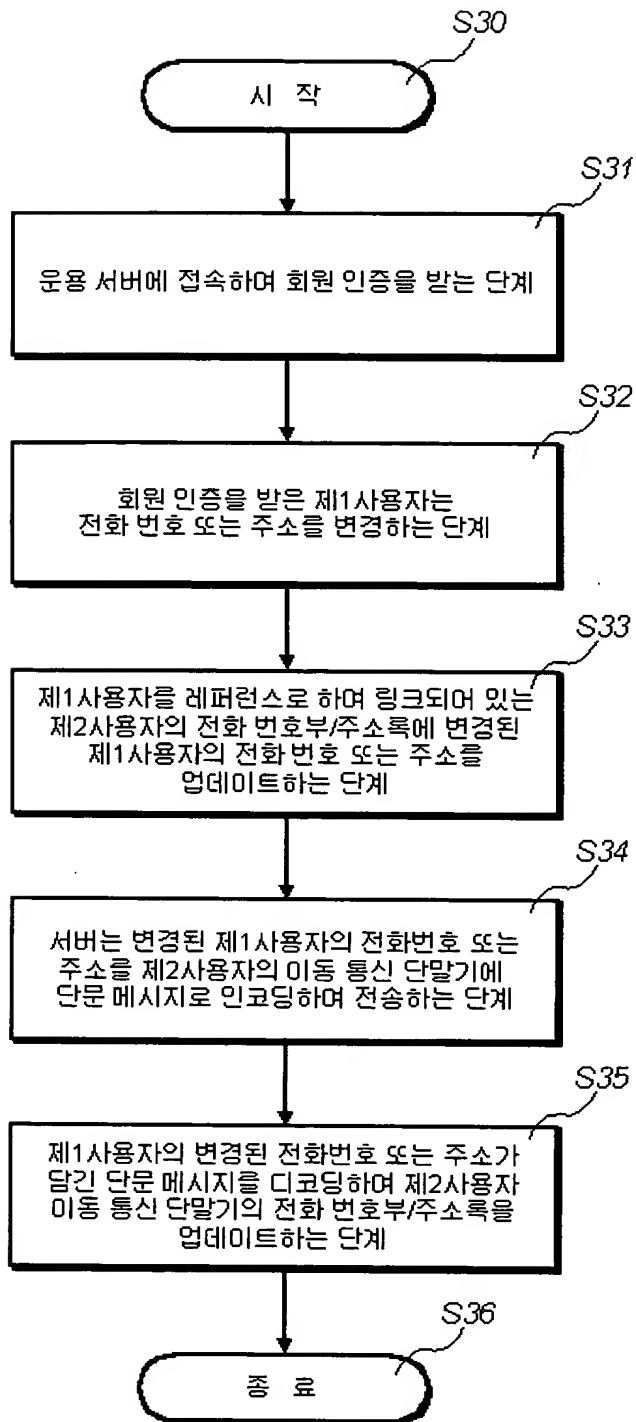 S30
시 작
S31
운용 서버에 접속하며 회원 인증을 받는 단계
S32
회원 인증을 받은 제1사용자는
전화 번호 또는 주소를 변경하는 단계
S33
제1사용자를 레퍼런스로 하며 링크되어 있는
제2사용자의 전화 번호부/주소록에 변경된
제1사용자의 전화 번호 또는 주소를
업데이트하는 단계
S34
서버는 변경된 제1사용자의 전화번호 또는
주소를 제2사용자의 이동 통신 단말기에
단문 메시지로 인코딩하며 전송하는 단계
S35
제1사용자의 변경된 전화번호 또는 주소가
담긴 단문 메시지를 디코딩하며 제2사용자
이동 통신 단말기의 전화 번호부/주소록을
업데이트하는 단계
S36
종 료